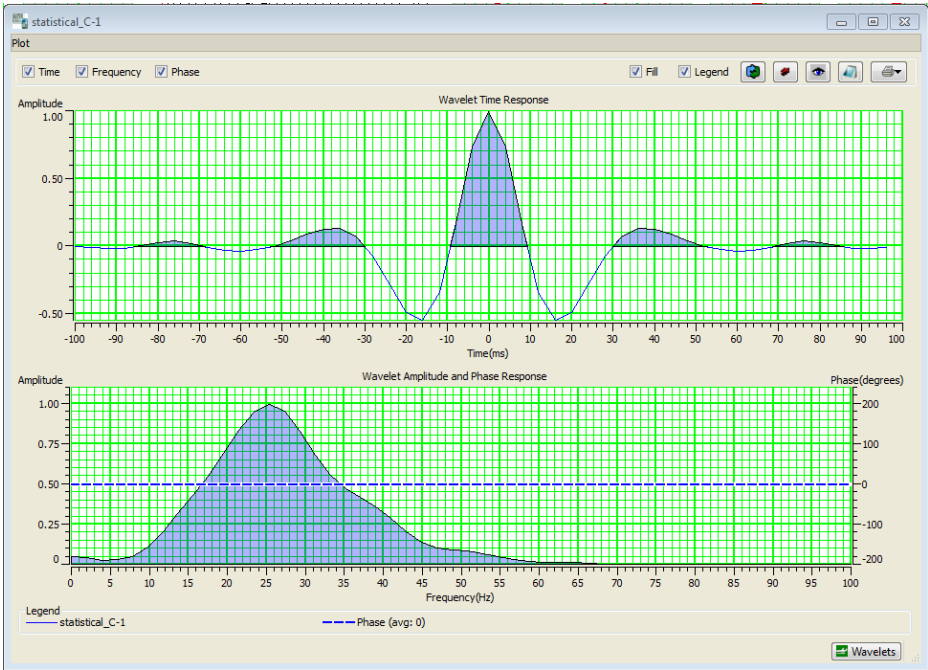 statistical_C-1
Plot
Time Frequency Phase Fill Legend
Wavelet Time Response
Amplitude
1.00
0.50
0
-0.50
-100 -90 -80 -70 -60 -50 -40 -30 -20 -10 0 10 20 30 40 50 60 70 80 90 100
Time(ms)
Wavelet Amplitude and Phase Response
Amplitude Phase(degrees)
1.00 200
0.75 100
0.50 0
0.25 -100
0 -200
0 5 10 15 20 25 30 35 40 45 50 55 60 65 70 75 80 85 90 95 100
Frequency(Hz)
Legend
statistical_C-1 Phase (avg: 0)
Wavelets